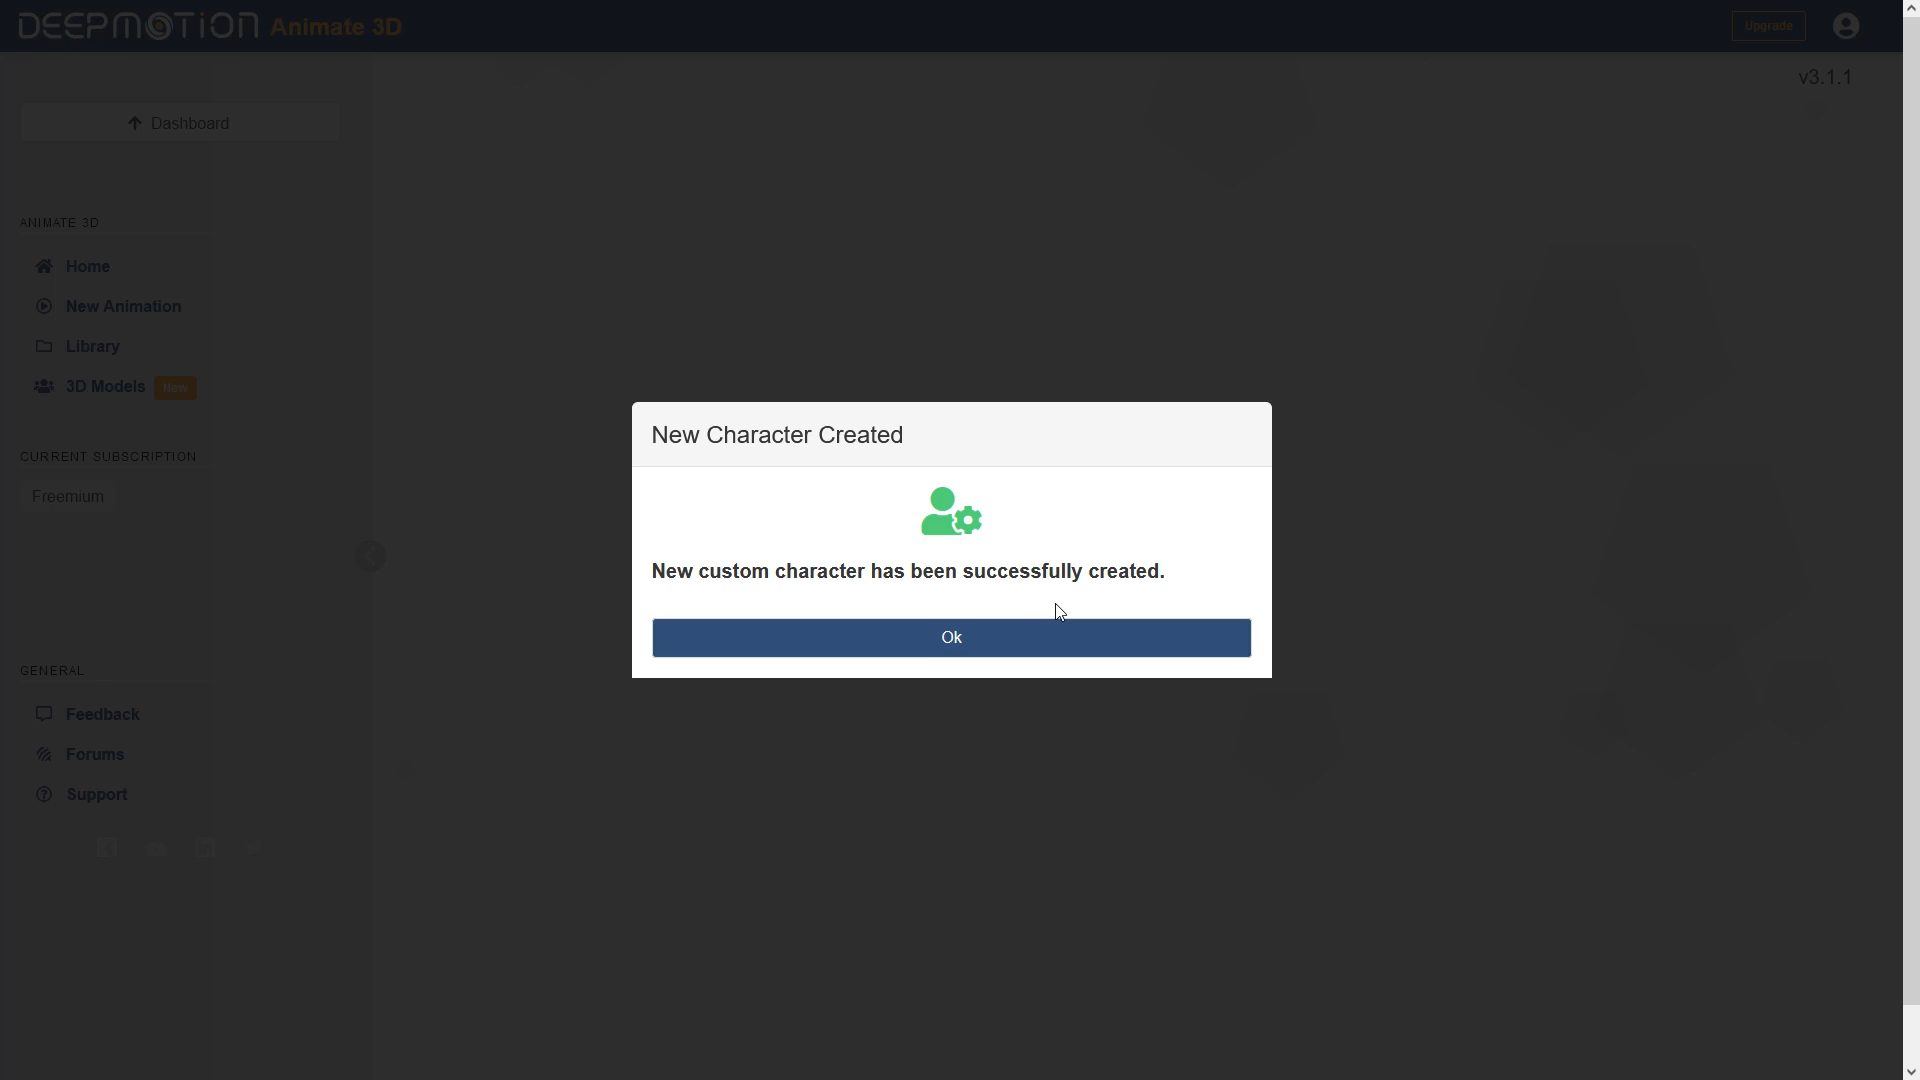 DEEPMOTION Animate 3D
Upgrade
v3.1.1
Dashboard
ANIMATE 3D
Home
New Animation
Library
3D Models New
CURRENT SUBSCRIPTION
Freemium
GENERAL
Feedback
Forums
Support
New Character Created
New custom character has been successfully created.
Ok